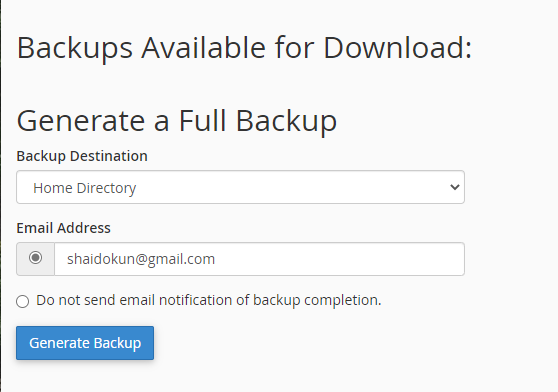 Backups Available for Download:
Generate a Full Backup
Backup Destination
Home Directory
Email Address
shaidokun@gmail.com
Do not send email notification of backup completion.
Generate Backup